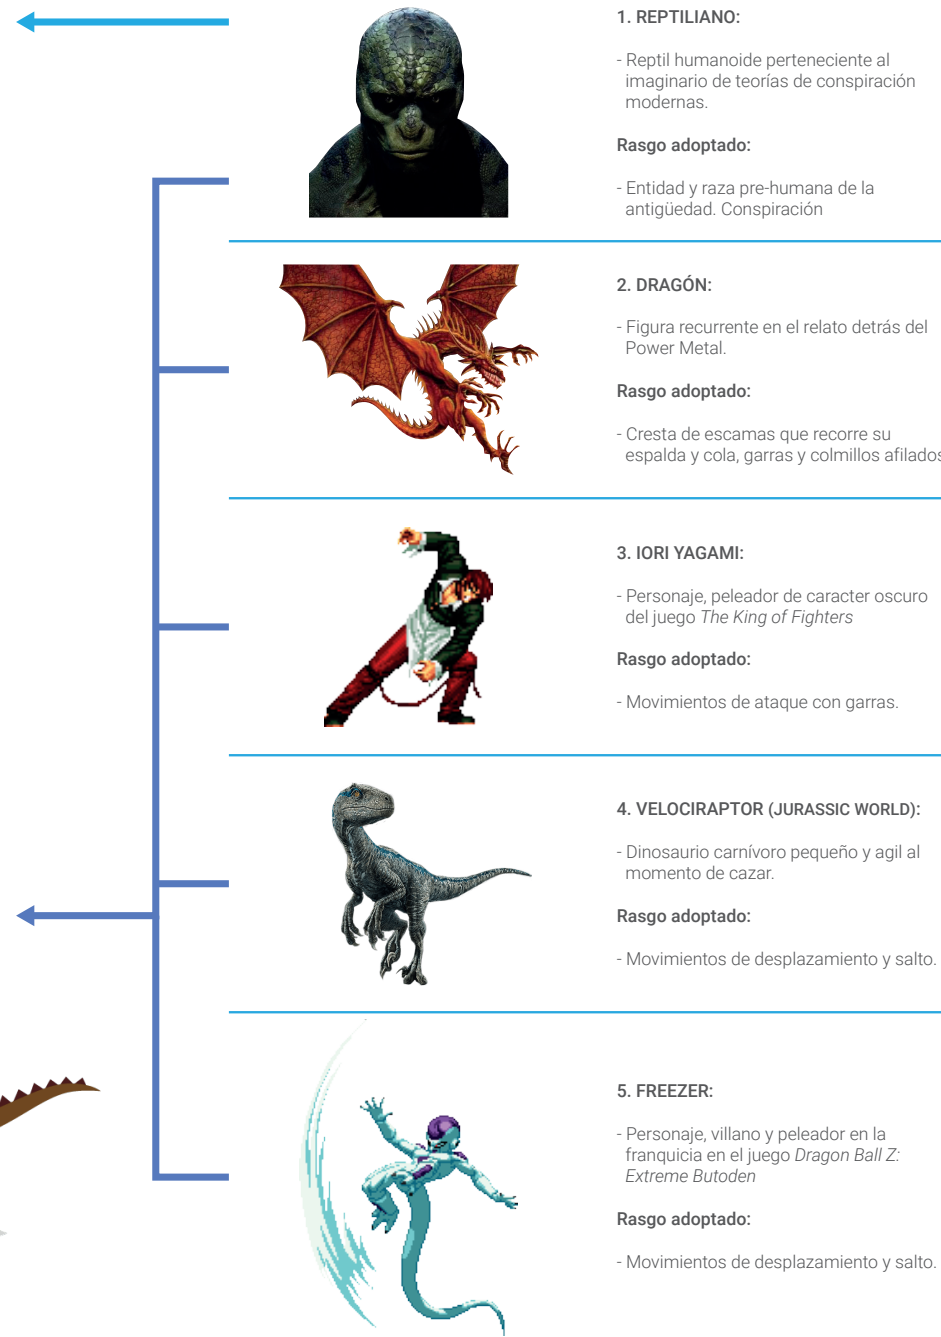 1. REPTILIANO:
- Reptil humanoide perteneciente al
imaginario de teorías de conspiración
modernas.
Rasgo adoptado:
- Entidad y raza pre-humana de la
antigüedad. Conspiración
2. DRAGÓN:
- Figura recurrente en el relato detrás del
Power Metal.
Rasgo adoptado:
- Cresta de escamas que recorre su
espalda y cola, garras y colmillos afilados
3. IORI YAGAMI:
- Personaje, peleador de caracter oscuro
del juego The King of Fighters
Rasgo adoptado:
- Movimientos de ataque con garras.
4. VELOCIRAPTOR (JURASSIC WORLD):
- Dinosaurio carnívoro pequeño y agil al
momento de cazar.
Rasgo adoptado:
- Movimientos de desplazamiento y salto.
5. FREEZER:
- Personaje, villano y peleador en la
franquicia en el juego Dragon Ball Z:
Extreme Butoden
Rasgo adoptado:
- Movimientos de desplazamiento y salto.